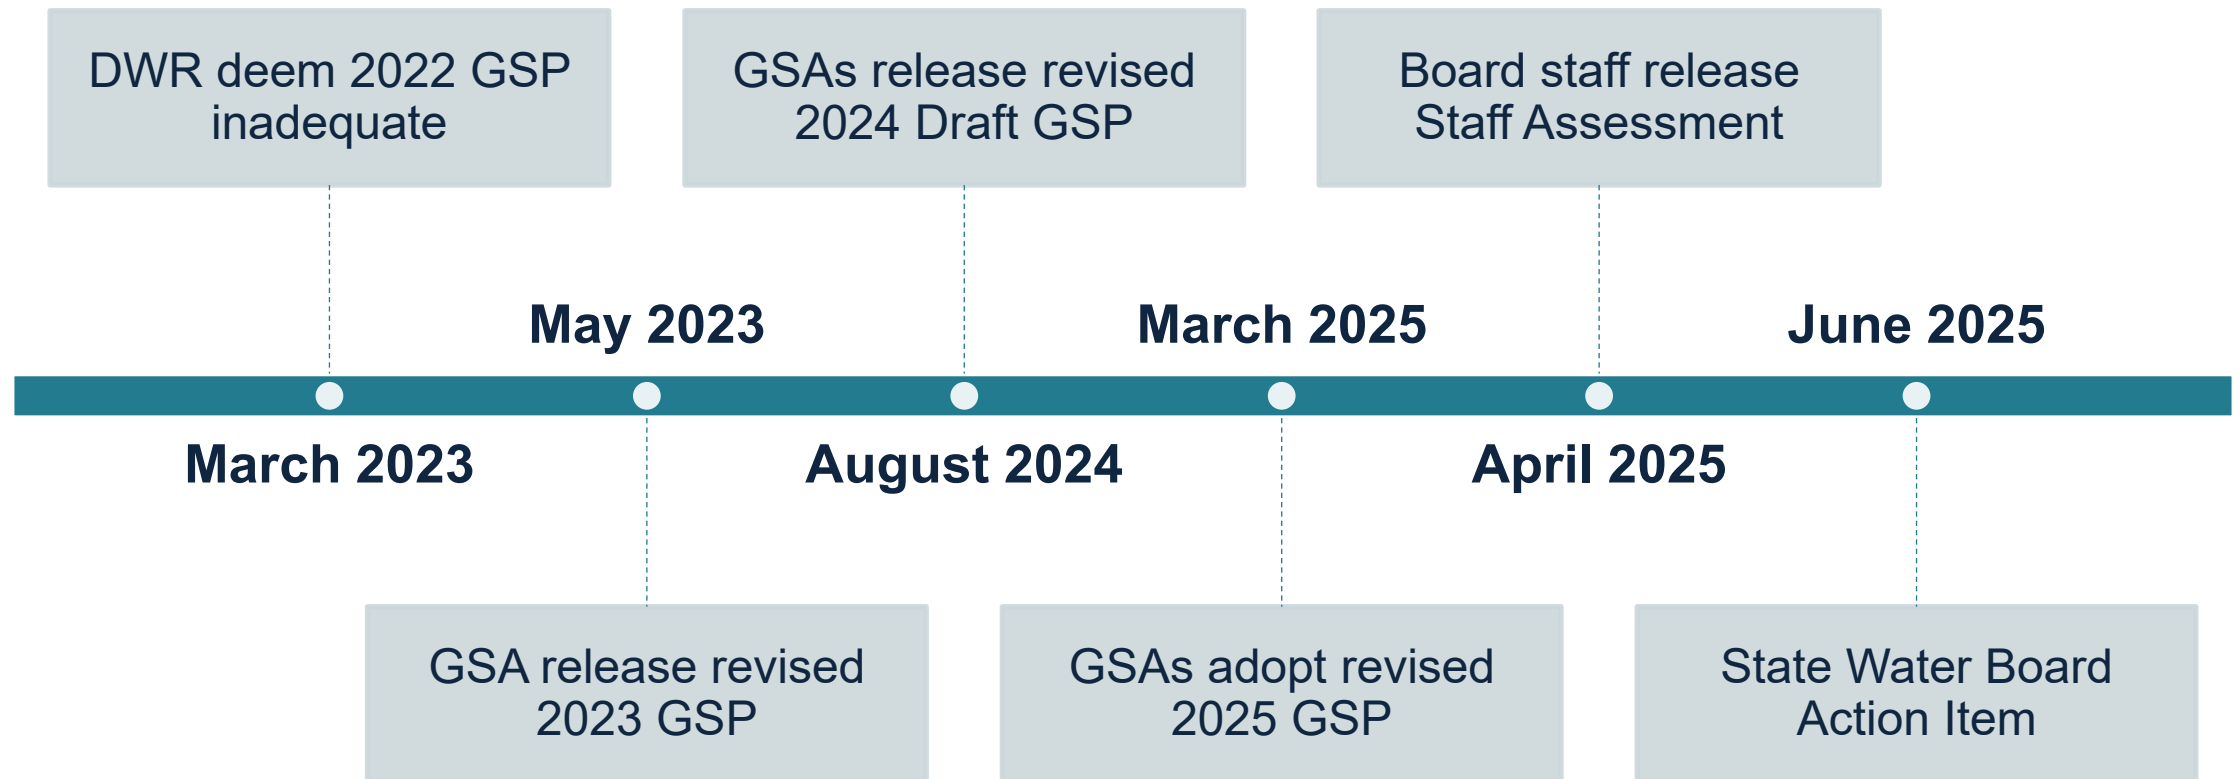 DWR deem 2022 GSP
inadequate
GSAs release revised
2024 Draft GSP
Board staff release
Staff Assessment
May 2023
March 2025
June 2025
March 2023
August 2024
April 2025
GSA release revised
2023 GSP
GSAs adopt revised
2025 GSP
State Water Board
Action Item